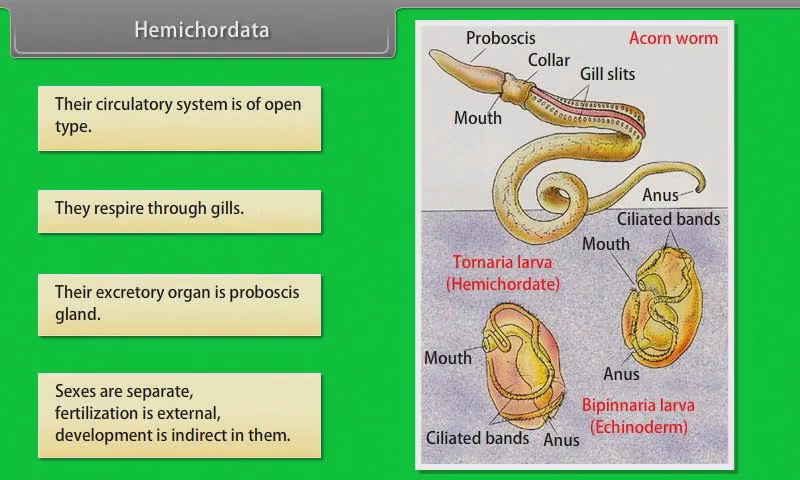 Hemichordata
Their circulatory system is of open
type.
They respire through gills.
Their excretory organ is proboscis
gland.
Sexes are separate,
fertilization is external,
development is indirect in them.
Proboscis
Acorn worm
Collar
Gill slits
Mouth
Anus
Ciliated bands
Mouth
Tornaria larva
(Hemichordate)
Mouth
Anus
Bipinnaria larva
(Echinoderm)
Ciliated bands
Anus